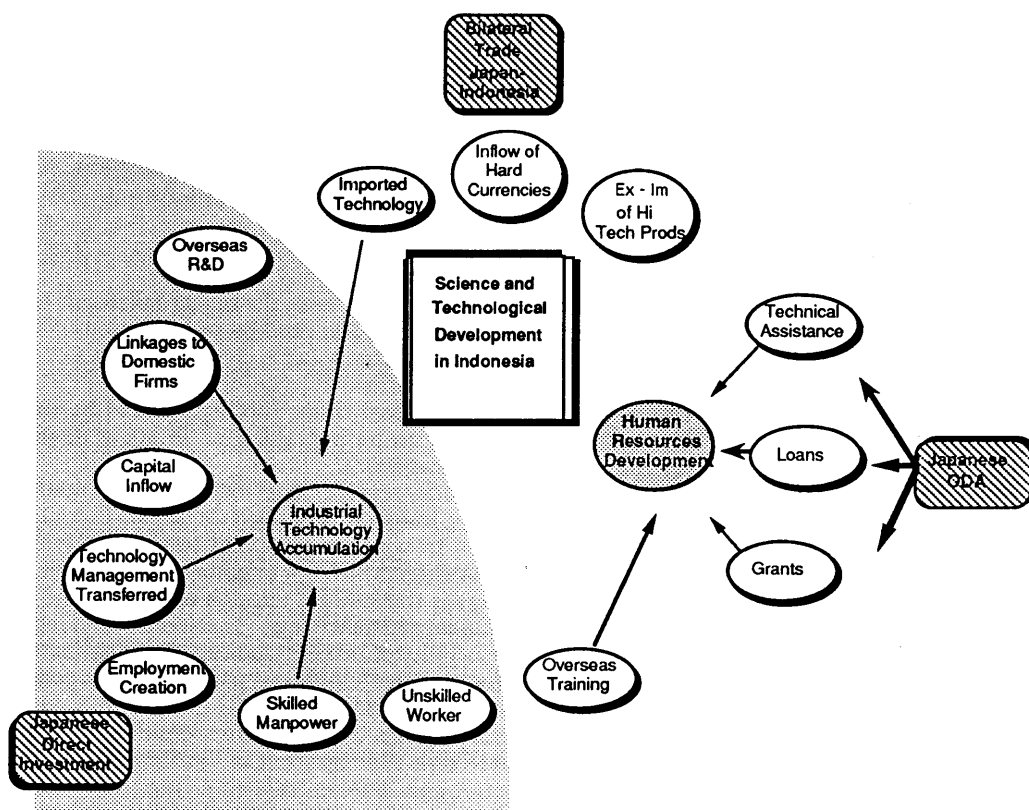 Bilateral
Trade
Japan-
Indonesia
Inflow of
Hard
Currencies
Imported
Technology
Ex - Im
of Hi
Tech Prods
Overseas
R&D
Science and
Technological
Development
in Indonesia
Technical
Assistance
Linkages to
Domestic
Firms
Human
Resources
Development
Loans
Japanese
ODA
Capital
Inflow
Industrial
Technology
Accumulation
Technology
Management
Transferred
Grants
Employment
Creation
Skilled
Manpower
Unskilled
Worker
Overseas
Training
Japanese
Direct
Investment